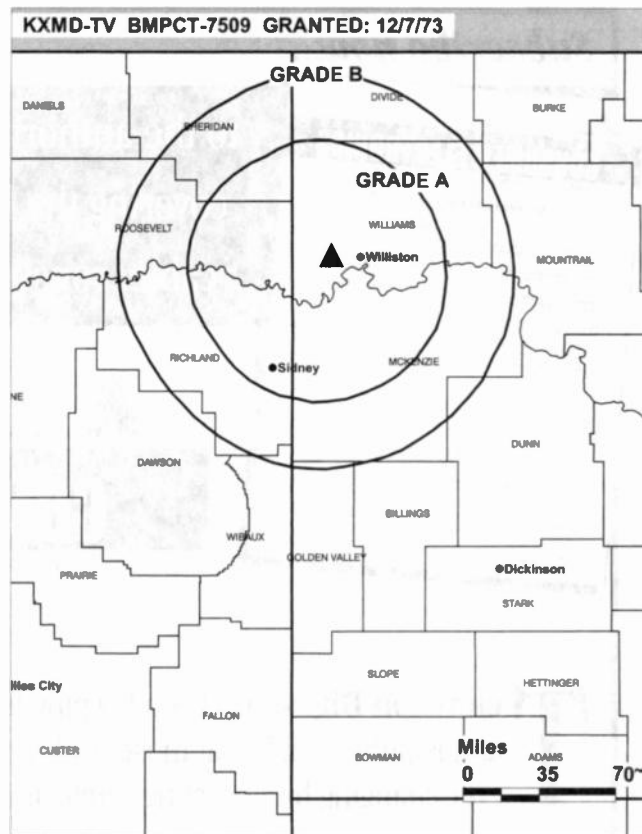 KXMD-TV BMPCT-7509 GRANTED: 12/7/73
GRADE B
DANIELS
SHERIDAN
DIVIDE
BURKE
GRADE A
ROOSEVELT
WILLIAMS
Williston
MOUNTRAIL
RICHLAND
Sidney
MCKENZIE
NE
DAWSON
DUNN
BILLINGS
WIBAUX
GOLDEN VALLEY
PRAIRIE
Dickinson
STARK
SLOPE
HETTINGER
FALLON
CUSTER
BOWMAN
ADAMS
Miles
0 35 70